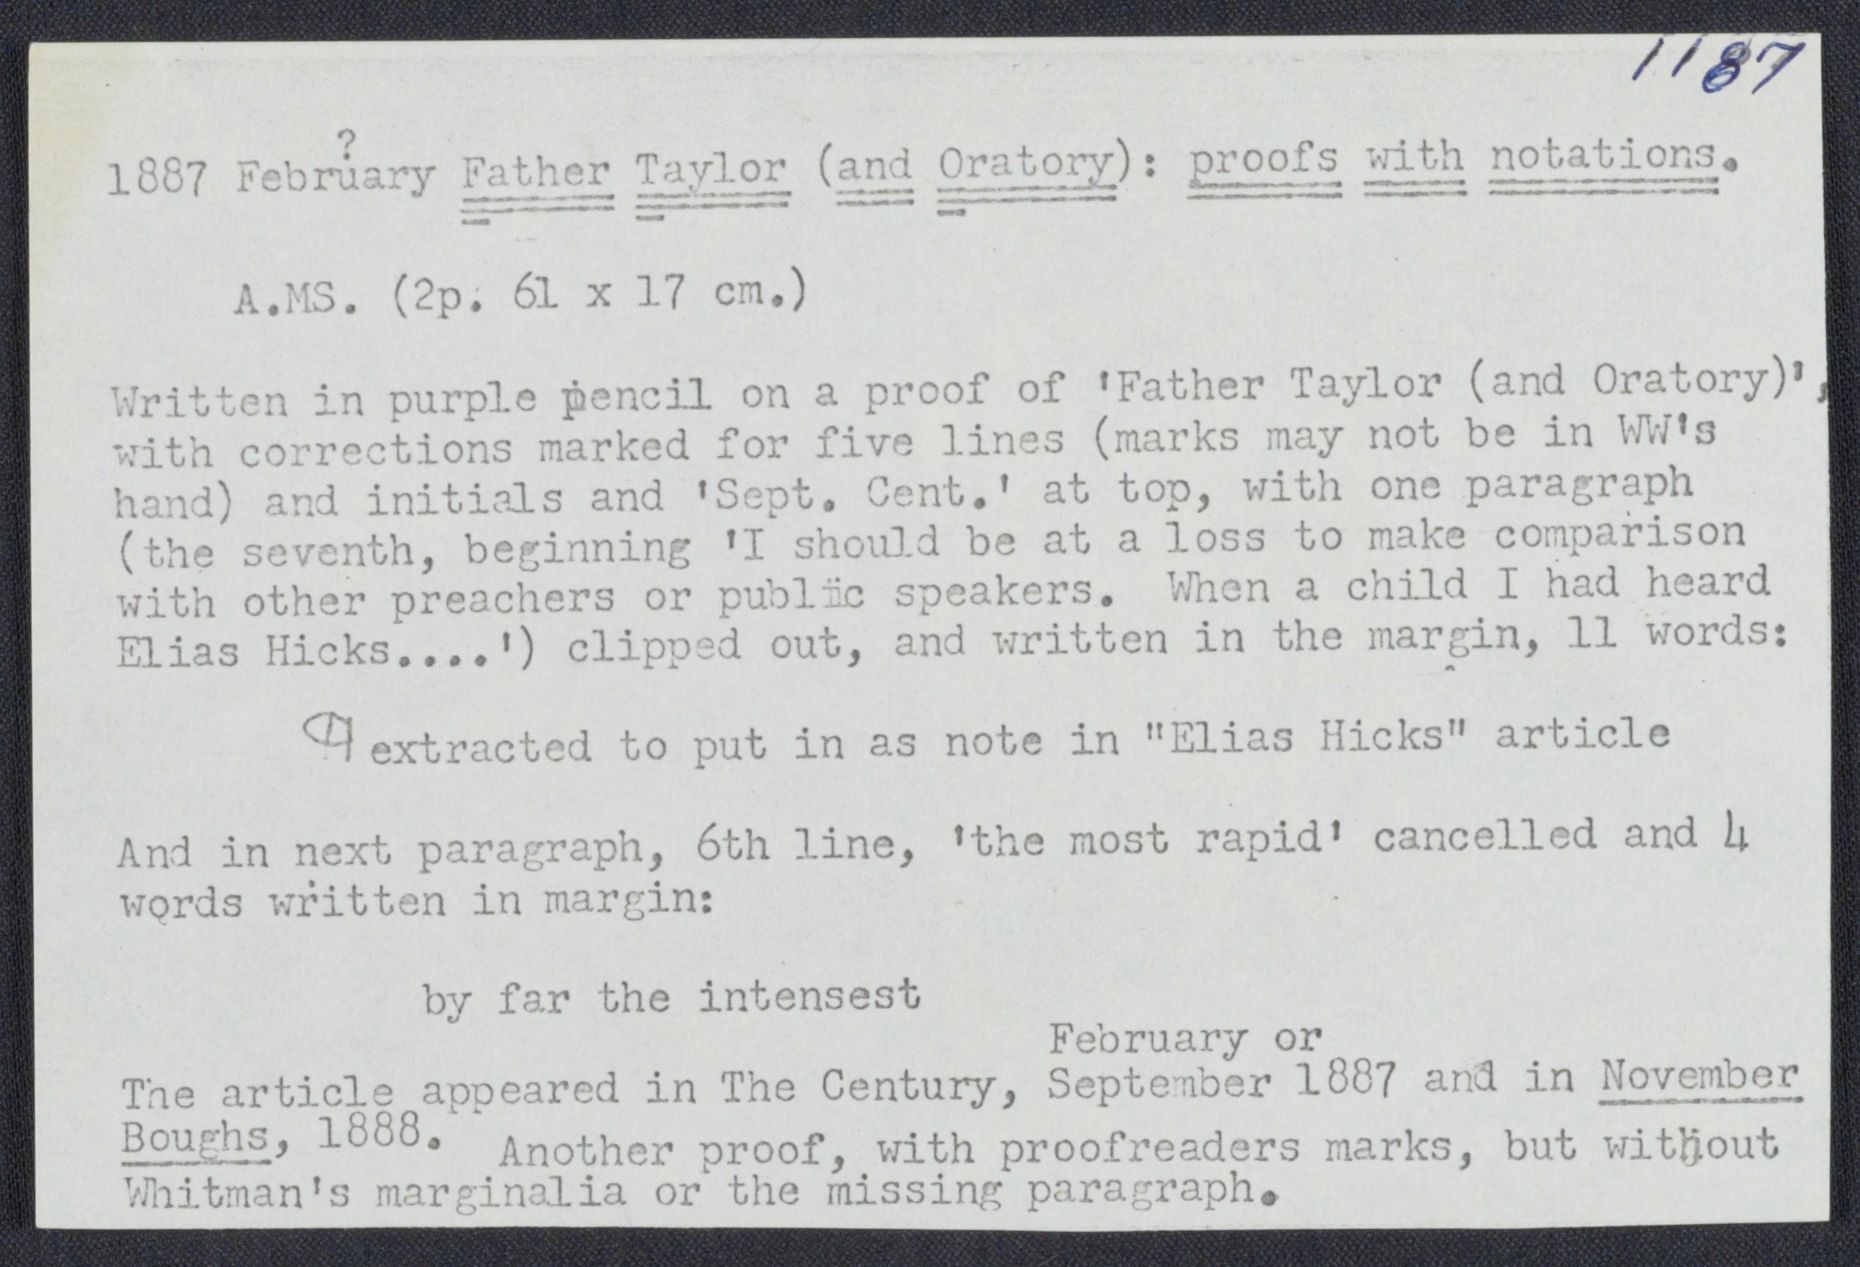 1187
?
1887 February Father Taylor (and Oratory): proofs with notations.
A.MS. (2p. 61 x 17 cm.)
Written in purple pencil on a proof of 'Father Taylor (and Oratory)',
with corrections marked for five lines (marks may not be in WW's
hand) and initials and 'Sept. Cent.' at top, with one paragraph
(the seventh, beginning 'I should be at a loss to make comparison
with other preachers or public speakers. When a child I had heard
Elias Hicks....') clipped out, and written in the margin, 11 words:
¶ extracted to put in as note in "Elias Hicks" article
And in next paragraph, 6th line, 'the most rapid' cancelled and 4
words written in margin:
by far the intensest
February or
The article appeared in The Century, September 1887 and in November
Boughs, 1888. Another proof, with proofreaders marks, but without
Whitman's marginalia or the missing paragraph.